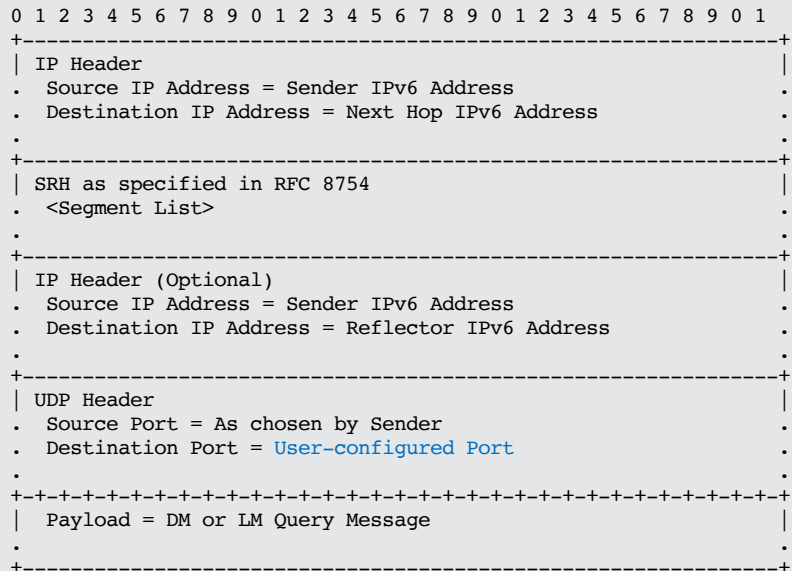 0 1 2 3 4 5 6 7 8 9 0 1 2 3 4 5 6 7 8 9 0 1 2 3 4 5 6 7 8 9 0 1
+---------------------------------------------------------------+
| IP Header                                                     |
.  Source IP Address = Sender IPv6 Address                      .
.  Destination IP Address = Next Hop IPv6 Address               .
.                                                               .
+---------------------------------------------------------------+
| SRH as specified in RFC 8754                                  |
.  <Segment List>                                               .
.                                                               .
+---------------------------------------------------------------+
| IP Header (Optional)                                          |
.  Source IP Address = Sender IPv6 Address                      .
.  Destination IP Address = Reflector IPv6 Address              .
.                                                               .
+---------------------------------------------------------------+
| UDP Header                                                    |
.  Source Port = As chosen by Sender                            .
.  Destination Port = User-configured Port                      .
.                                                               .
+-+-+-+-+-+-+-+-+-+-+-+-+-+-+-+-+-+-+-+-+-+-+-+-+-+-+-+-+-+-+-+-+
|  Payload = DM or LM Query Message                             |
.                                                               .
+---------------------------------------------------------------+